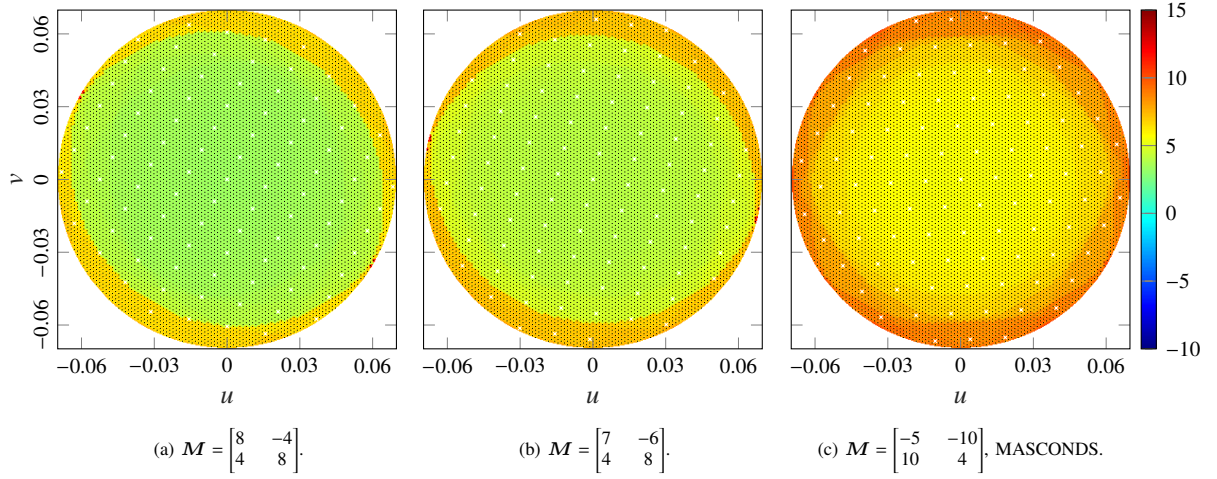 0.06
0.03
0
−0.03
−0.06
v
−0.06 −0.03 0 0.03 0.06
u
−0.06 −0.03 0 0.03 0.06
u
−0.06 −0.03 0 0.03 0.06
u
15
10
5
0
−5
−10
(a) M = [8 −4
4 8].
(b) M = [7 −6
4 8].
(c) M = [−5 −10
10 4], MASCONDS.